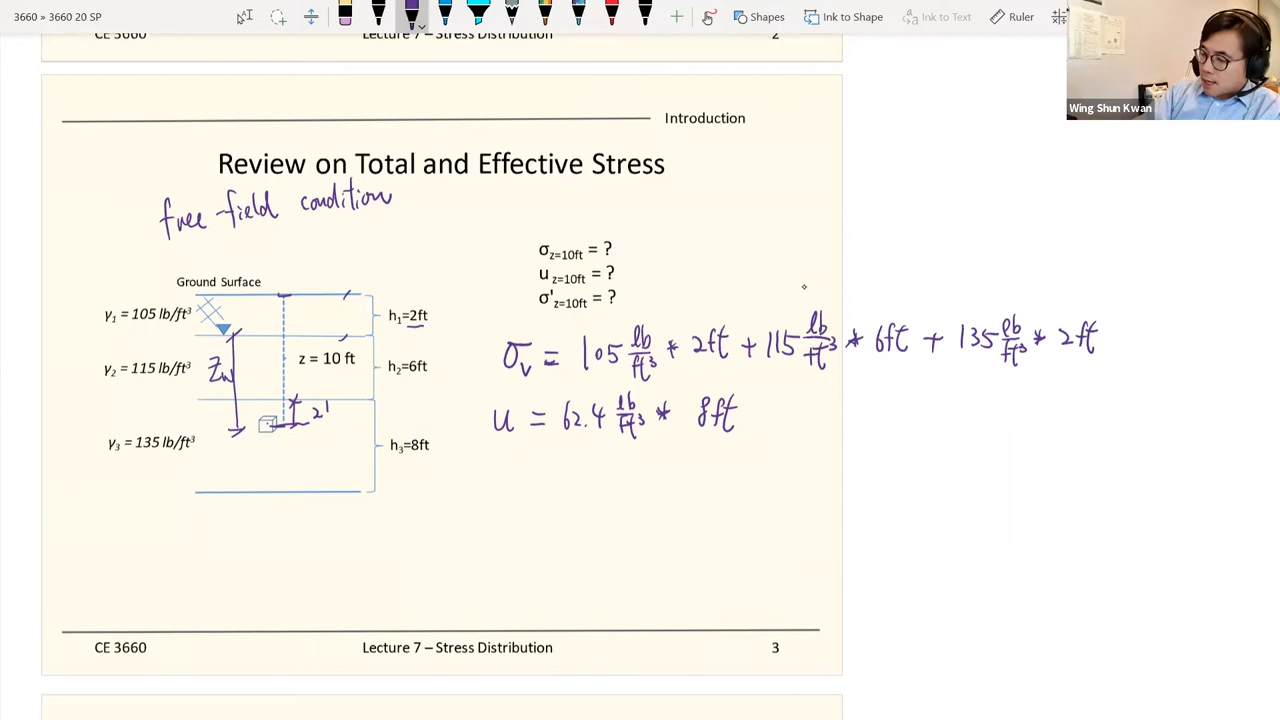 3660 » 3660 20 SP
Shapes
Ink to Shape
Ink to Text
Ruler
Wing Shun Kwan
CE 3660
Lecture 7 – Stress Distribution
2
Introduction
Review on Total and Effective Stress
free-field condition
σz=10ft = ?
u z=10ft = ?
σ'z=10ft = ?
Ground Surface
γ1 = 105 lb/ft³
h1=2ft
σv = 105 lb/ft³ * 2ft + 115 lb/ft³ * 6ft + 135 lb/ft³ * 2ft
z = 10 ft
γ2 = 115 lb/ft³
Zw
h2=6ft
2'
u = 62.4 lb/ft³ * 8ft
γ3 = 135 lb/ft³
h3=8ft
CE 3660
Lecture 7 – Stress Distribution
3